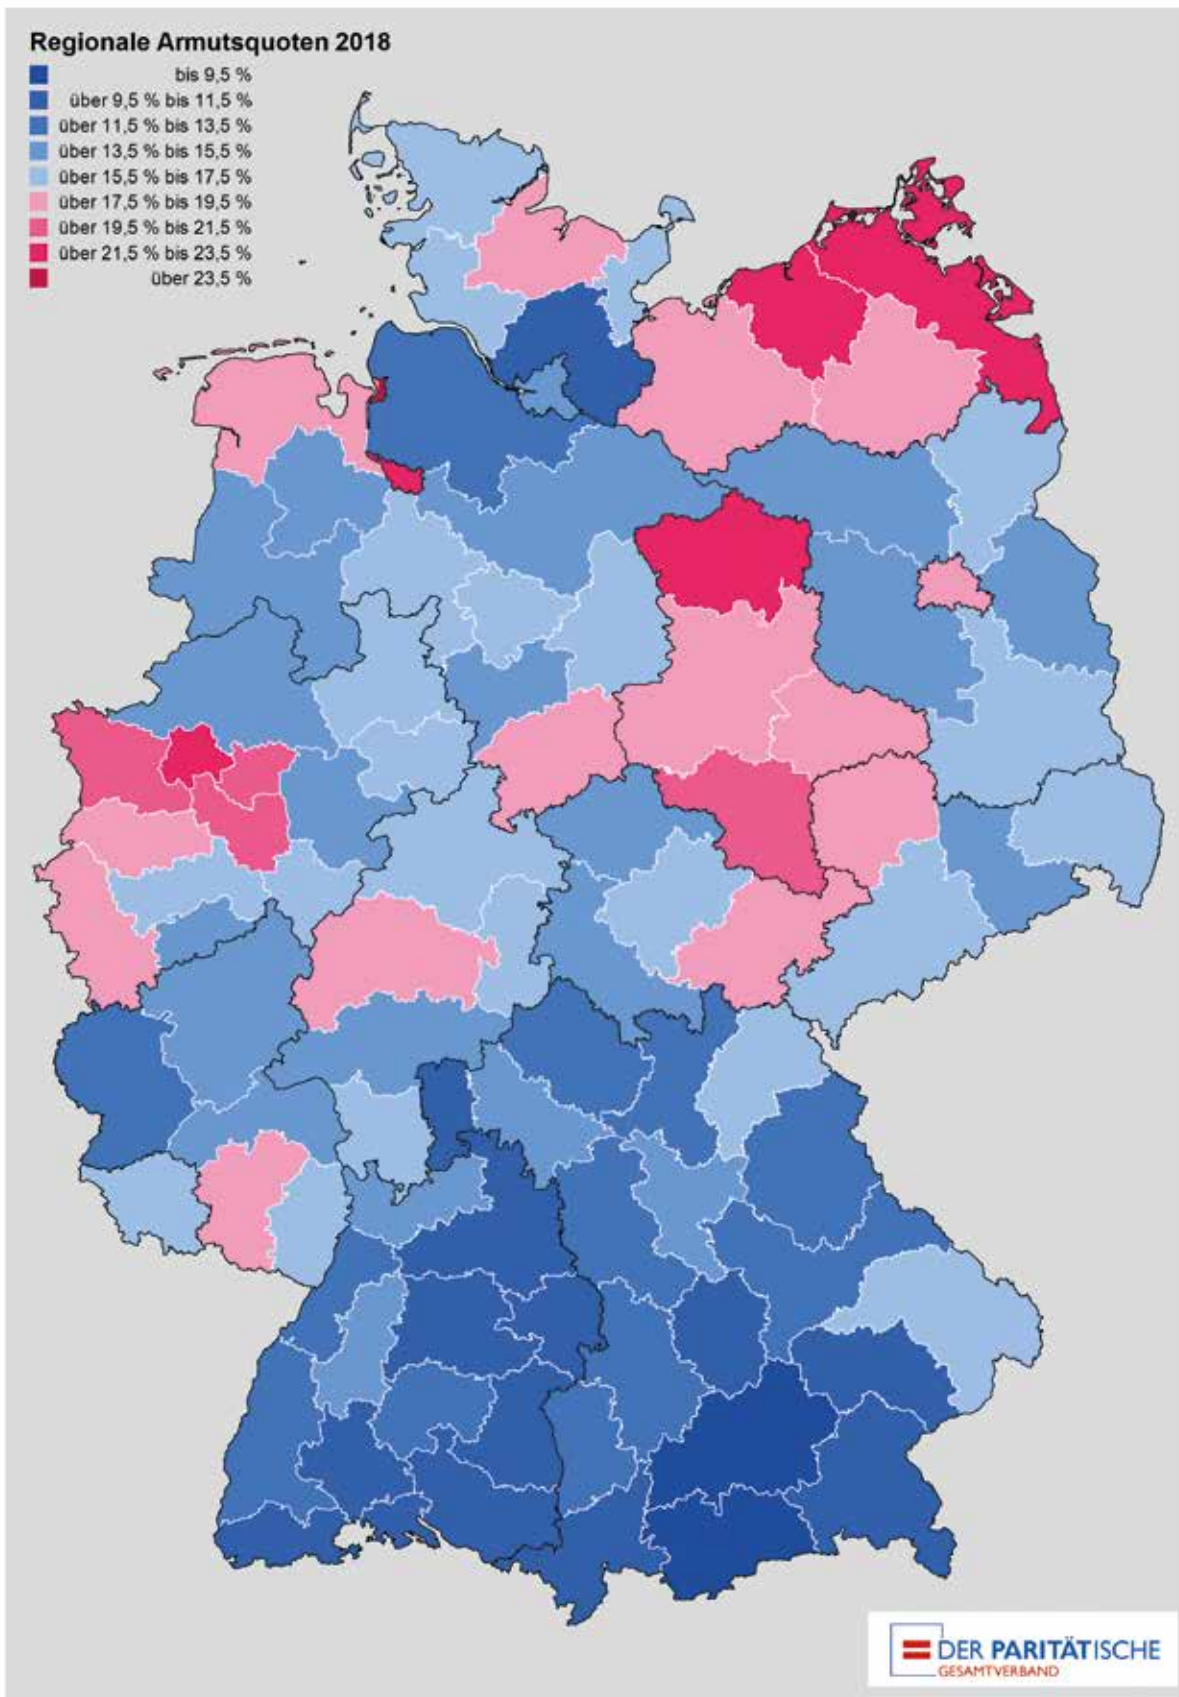 Regionale Armutsquoten 2018
bis 9,5 %
über 9,5 % bis 11,5 %
über 11,5 % bis 13,5 %
über 13,5 % bis 15,5 %
über 15,5 % bis 17,5 %
über 17,5 % bis 19,5 %
über 19,5 % bis 21,5 %
über 21,5 % bis 23,5 %
über 23,5 %
DER PARITÄTISCHE
GESAMTVERBAND